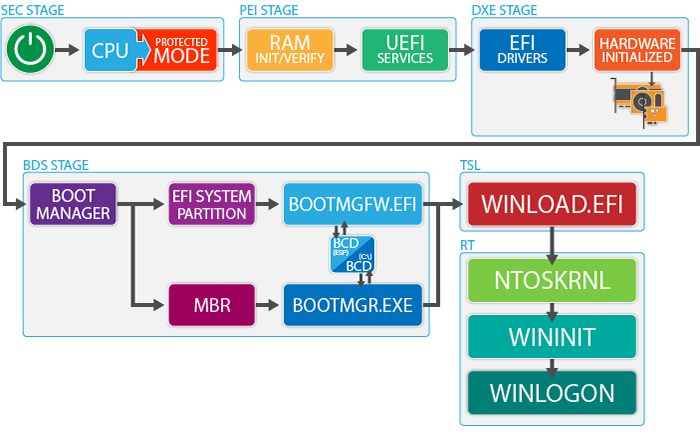 SEC STAGE
PEI STAGE
DXE STAGE
CPU
PROTECTED
MODE
RAM
INIT/VERIFY
UEFI
SERVICES
EFI
DRIVERS
HARDWARE
INITIALIZED
BDS STAGE
TSL
BOOT
MANAGER
EFI SYSTEM
PARTITION
BOOTMGFW.EFI
WINLOAD.EFI
BCD
(ESP)
(C:\)
BCD
RT
NTOSKRNL
MBR
BOOTMGR.EXE
WININIT
WINLOGON